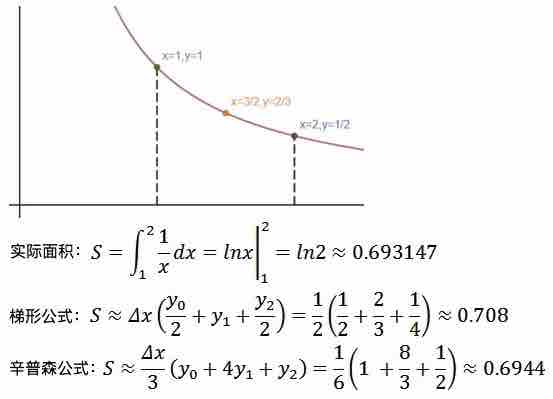 x=1,y=1
x=3/2,y=2/3
x=2,y=1/2
实际面积：S = ∫₁² 1/x dx = lnx|₁² = ln2 ≈ 0.693147
梯形公式：S ≈ Δx(y₀/2 + y₁ + y₂/2) = 1/2(1/2 + 2/3 + 1/4) ≈ 0.708
辛普森公式：S ≈ Δx/3 (y₀ + 4y₁ + y₂) = 1/6(1 + 8/3 + 1/2) ≈ 0.6944